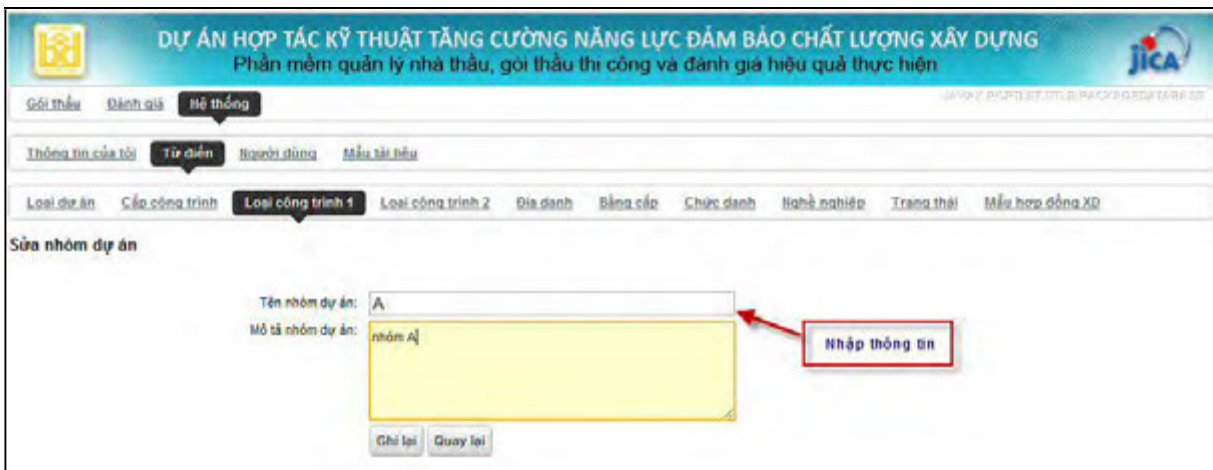 DỰ ÁN HỢP TÁC KỸ THUẬT TĂNG CƯỜNG NĂNG LỰC ĐẢM BẢO CHẤT LƯỢNG XÂY DỰNG
Phần mềm quản lý nhà thầu, gói thầu thi công và đánh giá hiệu quả thực hiện
jICA
Gói thầu Đánh giá Hệ thống
Thông tin của tôi Từ điển Người dùng Mẫu tài liệu
Loại dự án Cấp công trình Loại công trình 1 Loại công trình 2 Địa danh Bằng cấp Chức danh Nghề nghiệp Trạng thái Mẫu hợp đồng XD
Sửa nhóm dự án
Tên nhóm dự án: A
Mô tả nhóm dự án: nhóm A
Nhập thông tin
Ghi lại Quay lại